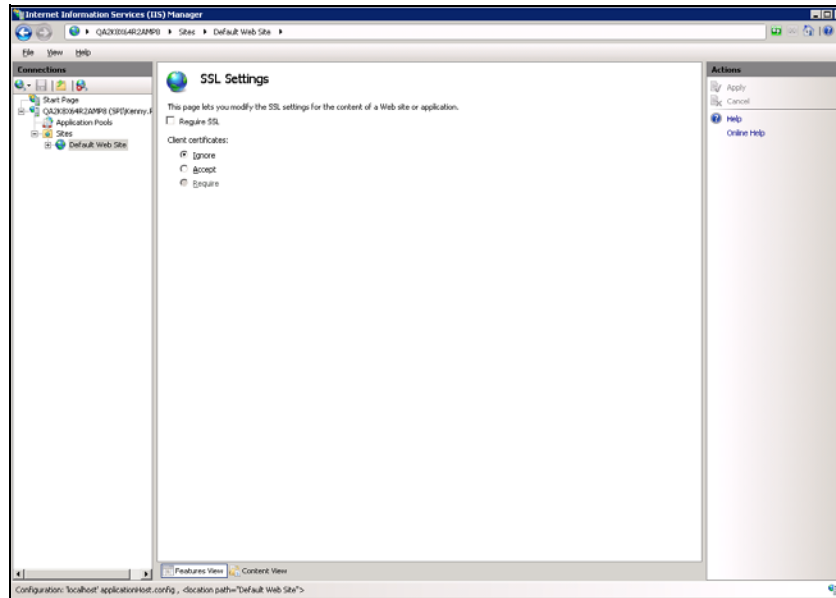 Internet Information Services (IIS) Manager
QA2K8X64R2AMP8 ▸ Sites ▸ Default Web Site ▸
File View Help
Connections
Start Page
QA2K8X64R2AMP8 (SPI\Kenny.F
Application Pools
Sites
Default Web Site
SSL Settings
This page lets you modify the SSL settings for the content of a Web site or application.
Require SSL
Client certificates:
Ignore
Accept
Require
Features View Content View
Actions
Apply
Cancel
Help
Online Help
Configuration: 'localhost' applicationHost.config , <location path="Default Web Site">